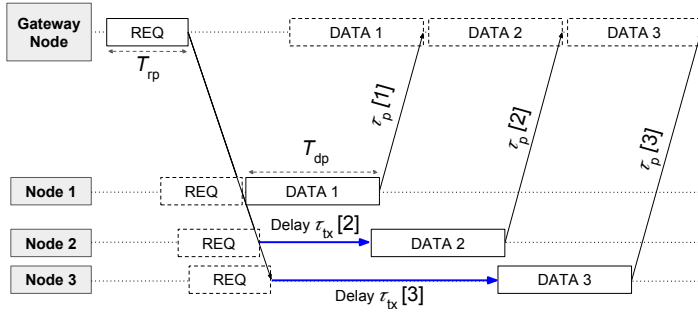 Gateway Node
REQ
DATA 1
DATA 2
DATA 3
T_rp
τ_p [1]
τ_p [2]
τ_p [3]
T_dp
Node 1
REQ
DATA 1
Node 2
REQ
Delay τ_tx [2]
DATA 2
Node 3
REQ
Delay τ_tx [3]
DATA 3